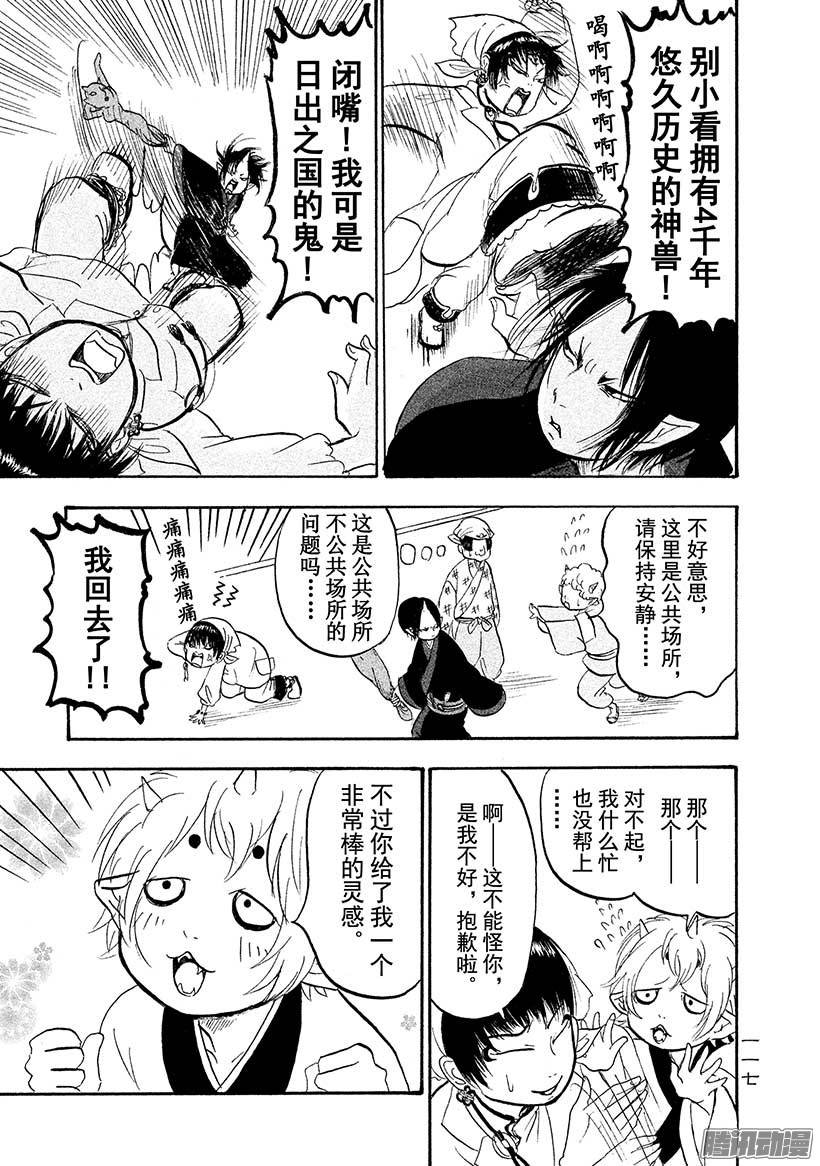 别小看拥有4千年
悠久历史的神兽！
喝啊啊啊啊啊
闭嘴！我可是
日出之国的鬼！
不好意思，
这里是公共场所，
请保持安静……
这是公共场所
不公共场所的
问题吗……
痛痛痛痛痛
我回去了！！
那个——
那个——
对不起，
我什么忙
也没帮上
……
啊——这不能怪你，
是我不好，抱歉啦。
不过你给了我一个
非常棒的灵感。
一一七
腾讯动漫